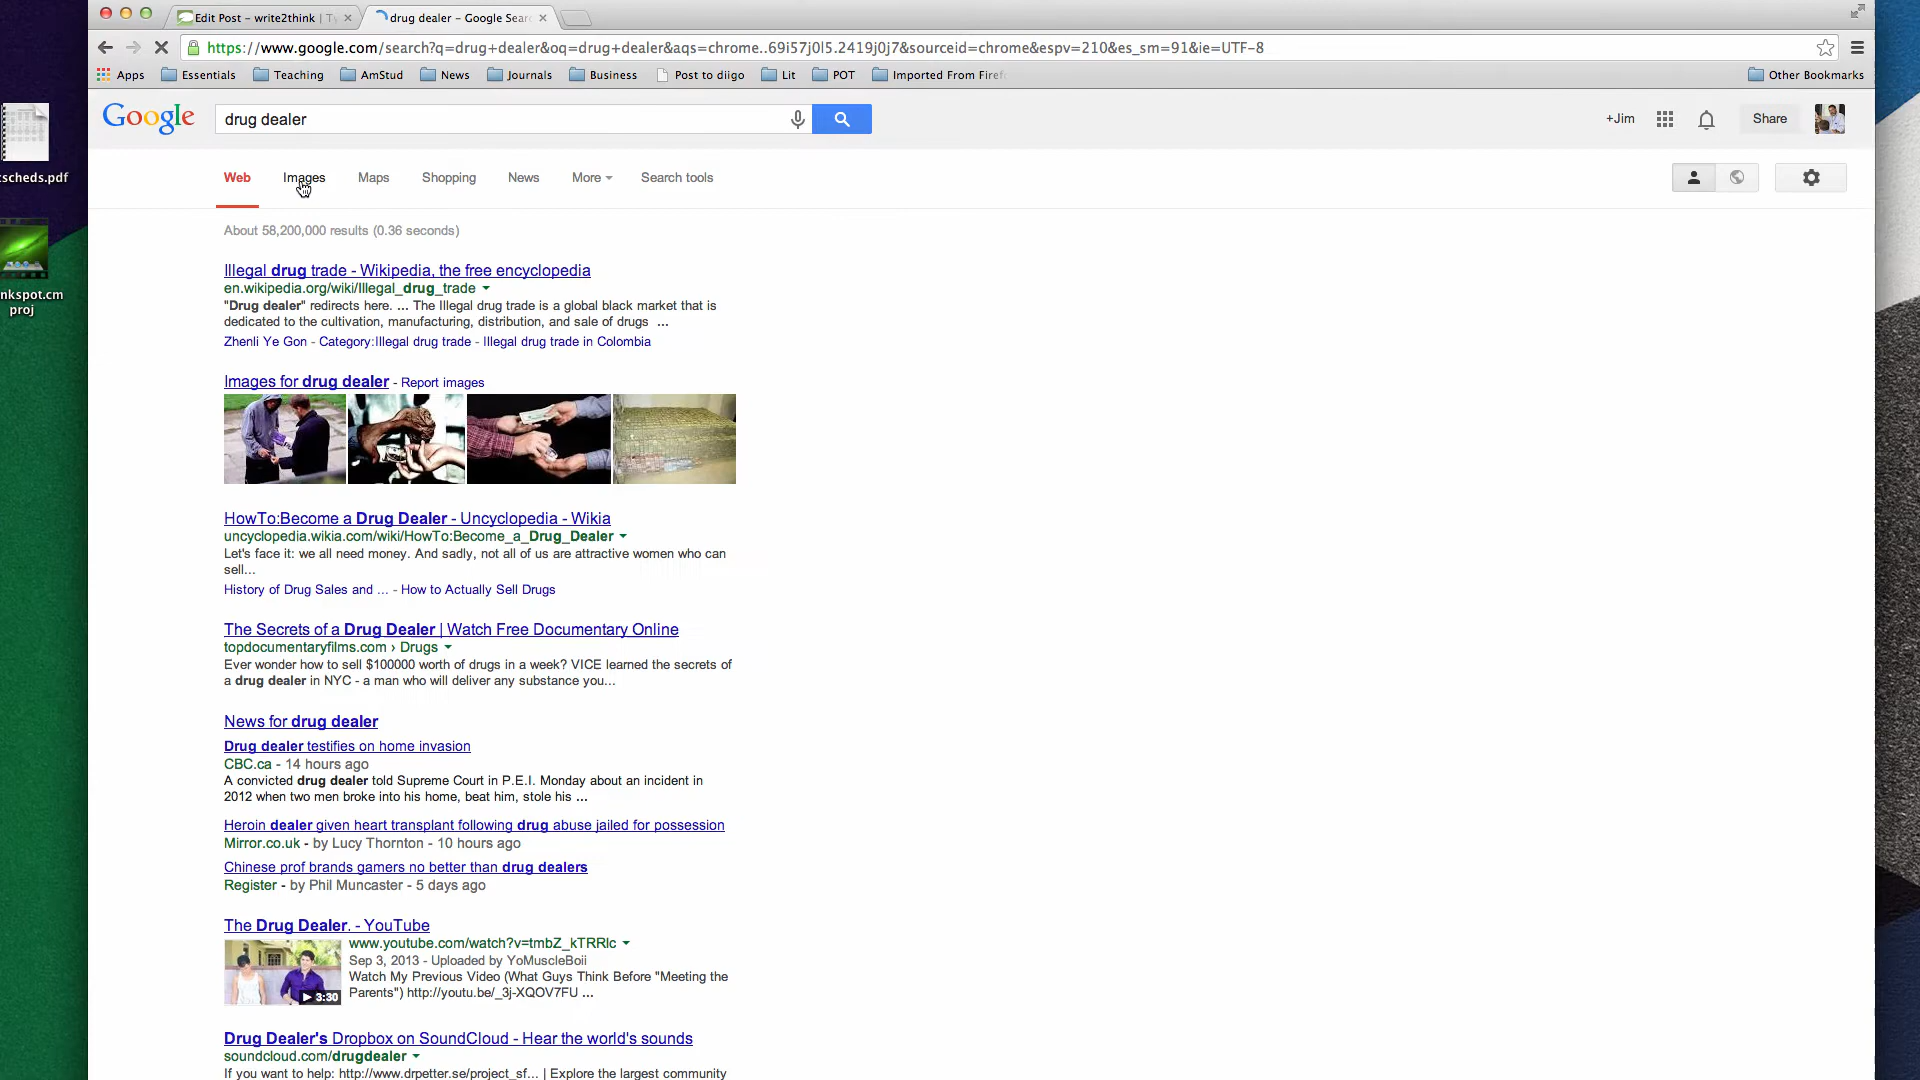 Edit Post - write2think | Ty
drug dealer - Google Sear
https://www.google.com/search?q=drug+dealer&oq=drug+dealer&aqs=chrome..69i57j0l5.2419j0j7&sourceid=chrome&espv=210&es_sm=91&ie=UTF-8
Apps Essentials Teaching AmStud News Journals Business Post to diigo Lit POT Imported From Firef Other Bookmarks
Google drug dealer +Jim Share
Web Images Maps Shopping News More Search tools
scheds.pdf
nkspot.cm
proj
About 58,200,000 results (0.36 seconds)
Illegal drug trade - Wikipedia, the free encyclopedia
en.wikipedia.org/wiki/Illegal_drug_trade
"Drug dealer" redirects here. ... The Illegal drug trade is a global black market that is
dedicated to the cultivation, manufacturing, distribution, and sale of drugs ...
Zhenli Ye Gon - Category:Illegal drug trade - Illegal drug trade in Colombia
Images for drug dealer - Report images
HowTo:Become a Drug Dealer - Uncyclopedia - Wikia
uncyclopedia.wikia.com/wiki/HowTo:Become_a_Drug_Dealer
Let's face it: we all need money. And sadly, not all of us are attractive women who can
sell...
History of Drug Sales and ... - How to Actually Sell Drugs
The Secrets of a Drug Dealer | Watch Free Documentary Online
topdocumentaryfilms.com › Drugs
Ever wonder how to sell $100000 worth of drugs in a week? VICE learned the secrets of
a drug dealer in NYC - a man who will deliver any substance you...
News for drug dealer
Drug dealer testifies on home invasion
CBC.ca - 14 hours ago
A convicted drug dealer told Supreme Court in P.E.I. Monday about an incident in
2012 when two men broke into his home, beat him, stole his ...
Heroin dealer given heart transplant following drug abuse jailed for possession
Mirror.co.uk - by Lucy Thornton - 10 hours ago
Chinese prof brands gamers no better than drug dealers
Register - by Phil Muncaster - 5 days ago
The Drug Dealer. - YouTube
www.youtube.com/watch?v=tmbZ_kTRRlc
Sep 3, 2013 - Uploaded by YoMuscleBoii
Watch My Previous Video (What Guys Think Before "Meeting the
Parents") http://youtu.be/_3j-XQOV7FU ...
3:30
Drug Dealer's Dropbox on SoundCloud - Hear the world's sounds
soundcloud.com/drugdealer
If you want to help: http://www.drpetter.se/project_sf... | Explore the largest community